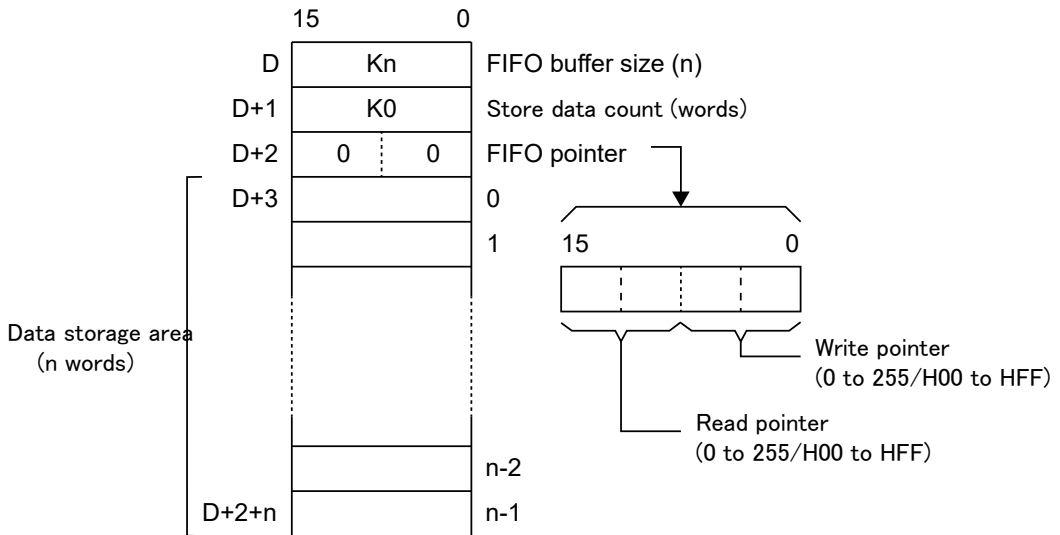 15 0
D Kn FIFO buffer size (n)
D+1 K0 Store data count (words)
D+2 0 0 FIFO pointer
D+3 0
1
15 0
Data storage area
(n words)
Write pointer
(0 to 255/H00 to HFF)
Read pointer
(0 to 255/H00 to HFF)
n-2
D+2+n n-1